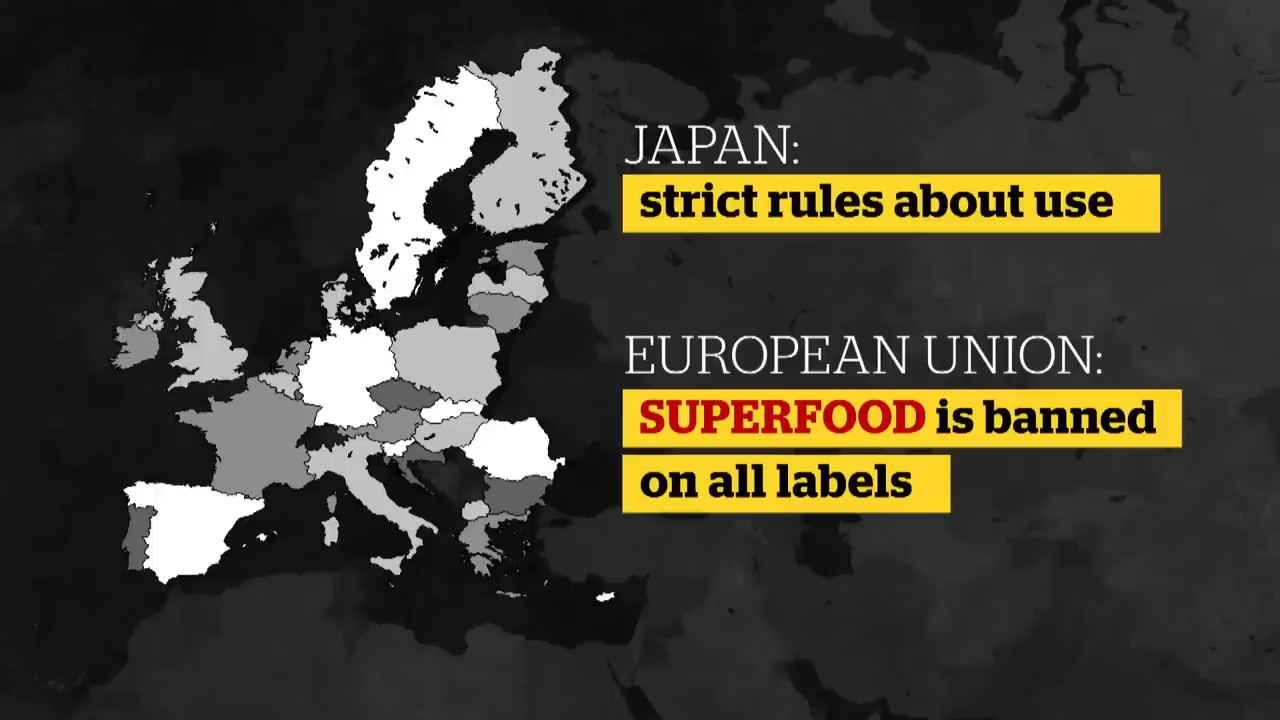 JAPAN:
strict rules about use
EUROPEAN UNION:
SUPERFOOD is banned
on all labels